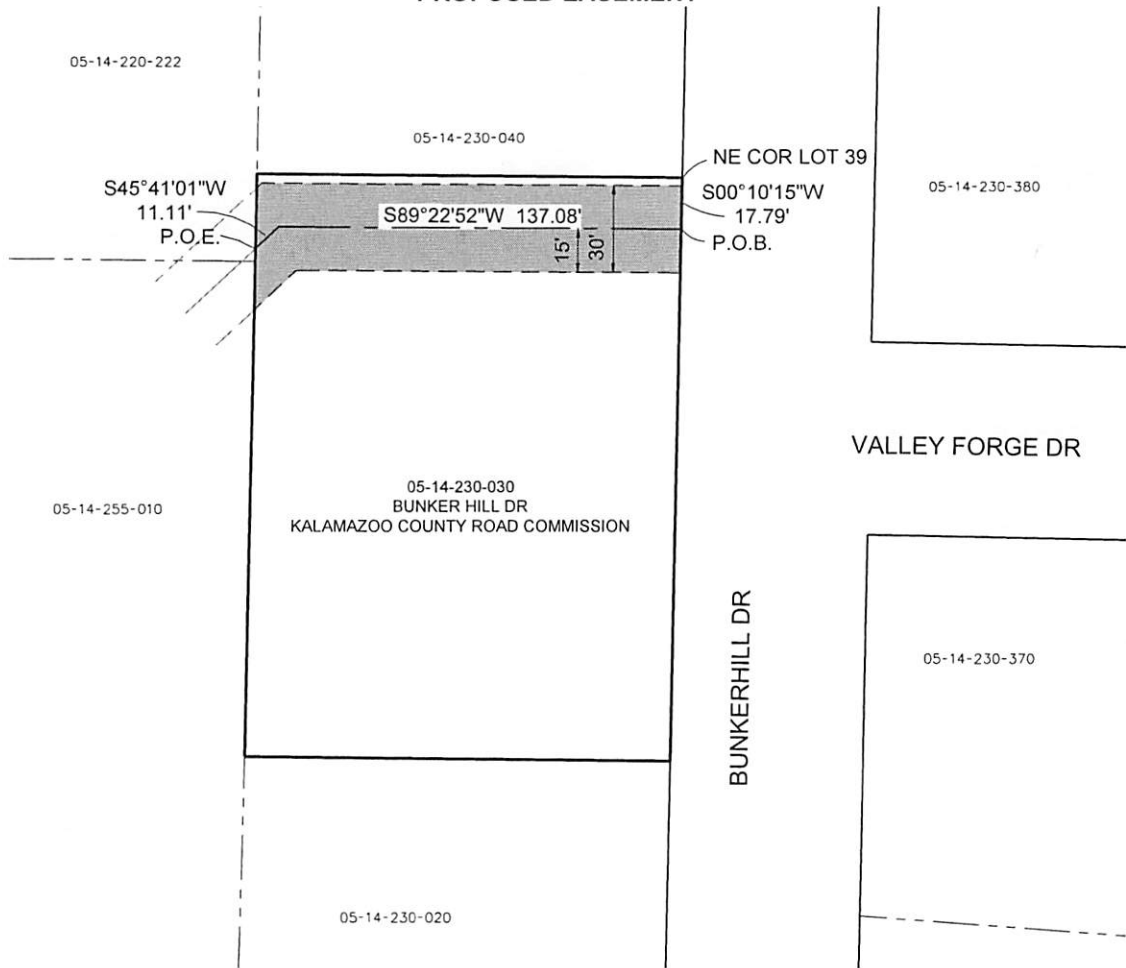 PROPOSED EASEMENT
05-14-220-222
05-14-230-040
NE COR LOT 39
S45°41'01"W
11.11'
P.O.E.
S89°22'52"W 137.08'
S00°10'15"W
17.79'
P.O.B.
15'
30'
05-14-230-380
VALLEY FORGE DR
05-14-255-010
05-14-230-030
BUNKER HILL DR
KALAMAZOO COUNTY ROAD COMMISSION
BUNKERHILL DR
05-14-230-370
05-14-230-020